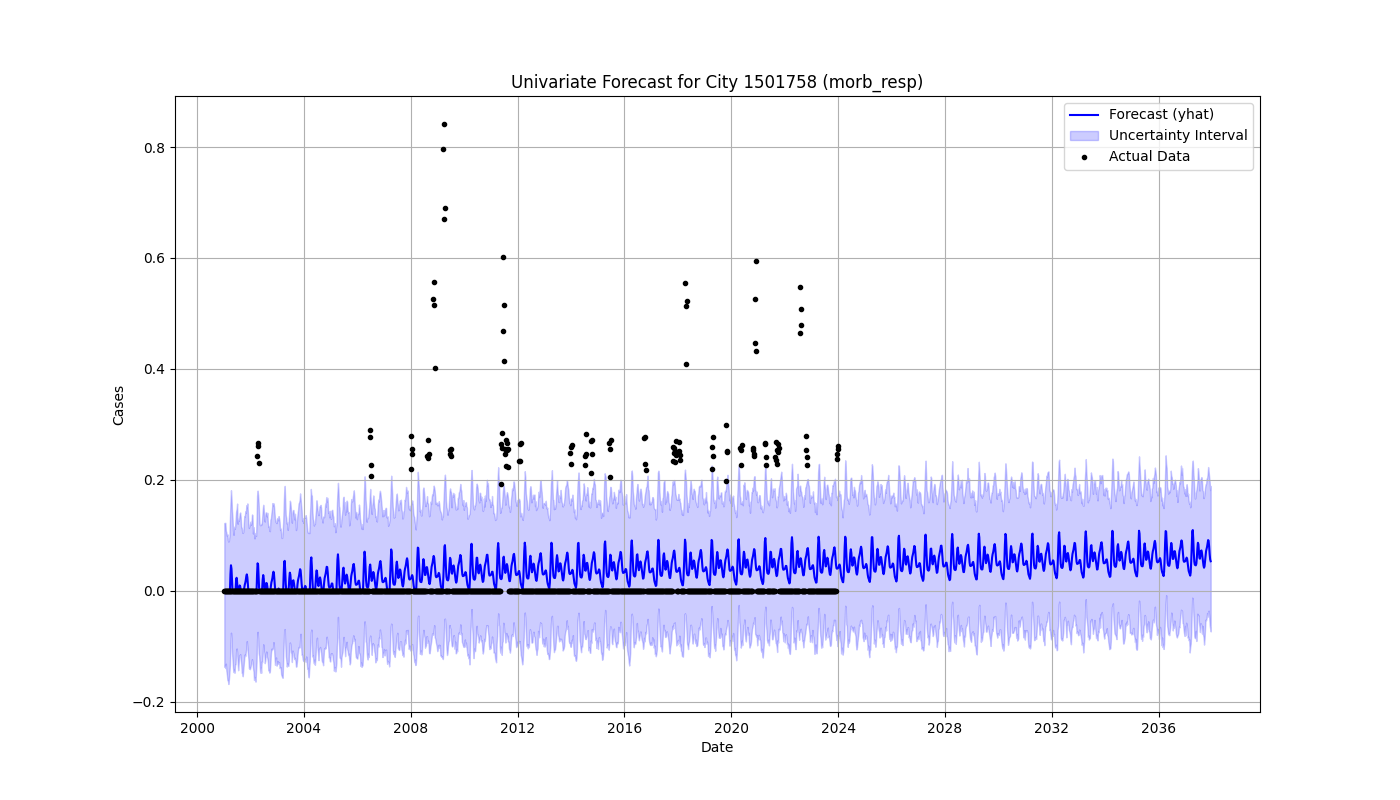 Univariate Forecast for City 1501758 (morb_resp)
Forecast (yhat)
Uncertainty Interval
Actual Data
Cases
0.8
0.6
0.4
0.2
0.0
−0.2
2000 2004 2008 2012 2016 2020 2024 2028 2032 2036
Date